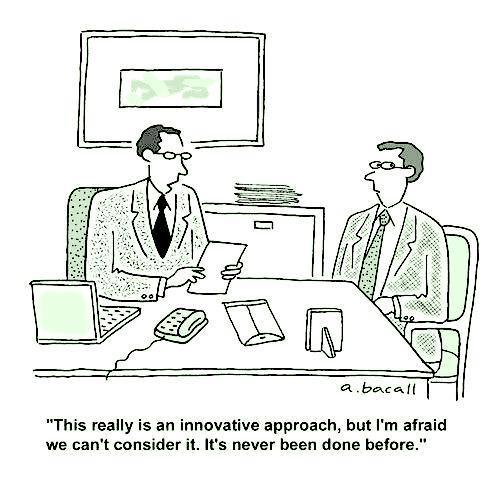 a.bacall
"This really is an innovative approach, but I'm afraid
we can't consider it. It's never been done before."